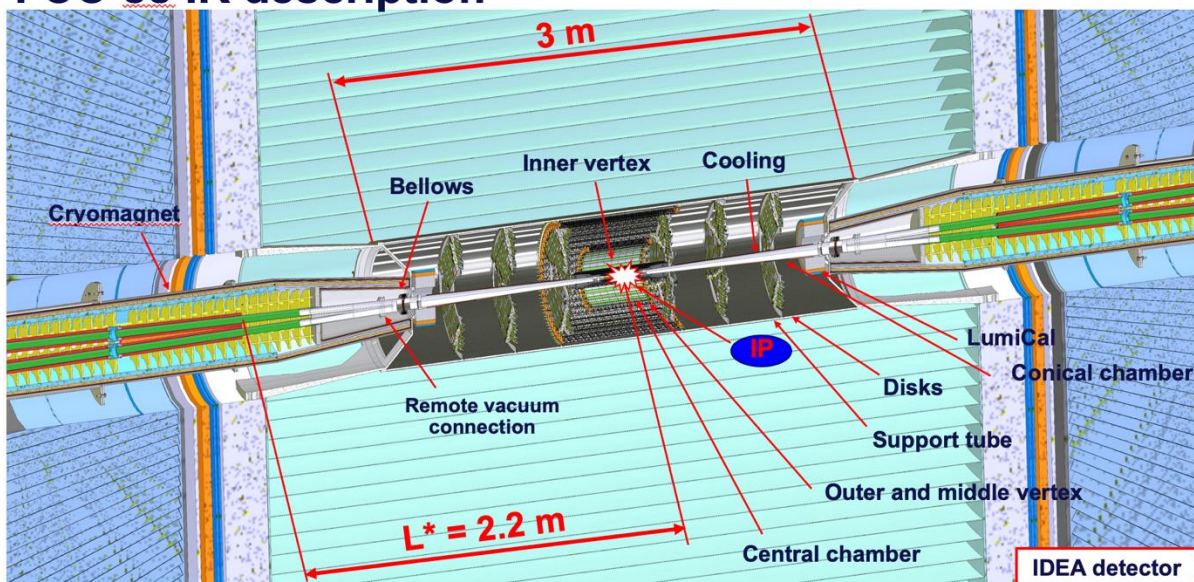 3 m
Inner vertex
Cooling
Bellows
Cryomagnet
IP
LumiCal
Conical chamber
Disks
Remote vacuum
connection
Support tube
Outer and middle vertex
L* = 2.2 m
Central chamber
IDEA detector